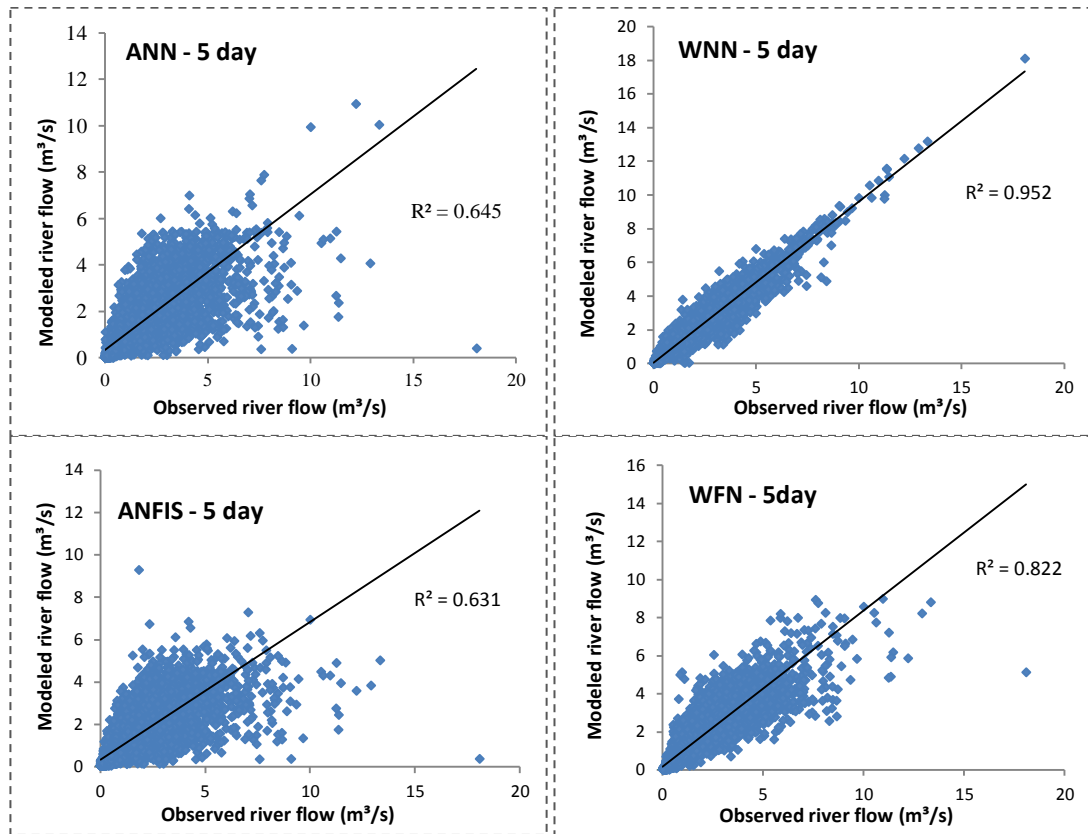 ANN - 5 day
Modeled river flow (m³/s)
14
12
10
8
6
4
2
0
R² = 0.645
0 5 10 15 20
Observed river flow (m³/s)
WNN - 5 day
Modeled river flow (m³/s)
20
18
16
14
12
10
8
6
4
2
0
R² = 0.952
0 5 10 15 20
Observed river flow (m³/s)
ANFIS - 5 day
Modeled river flow (m³/s)
14
12
10
8
6
4
2
0
R² = 0.631
0 5 10 15 20
Observed river flow (m³/s)
WFN - 5day
Modeled river flow (m³/s)
16
14
12
10
8
6
4
2
0
R² = 0.822
0 5 10 15 20
Observed river flow (m³/s)